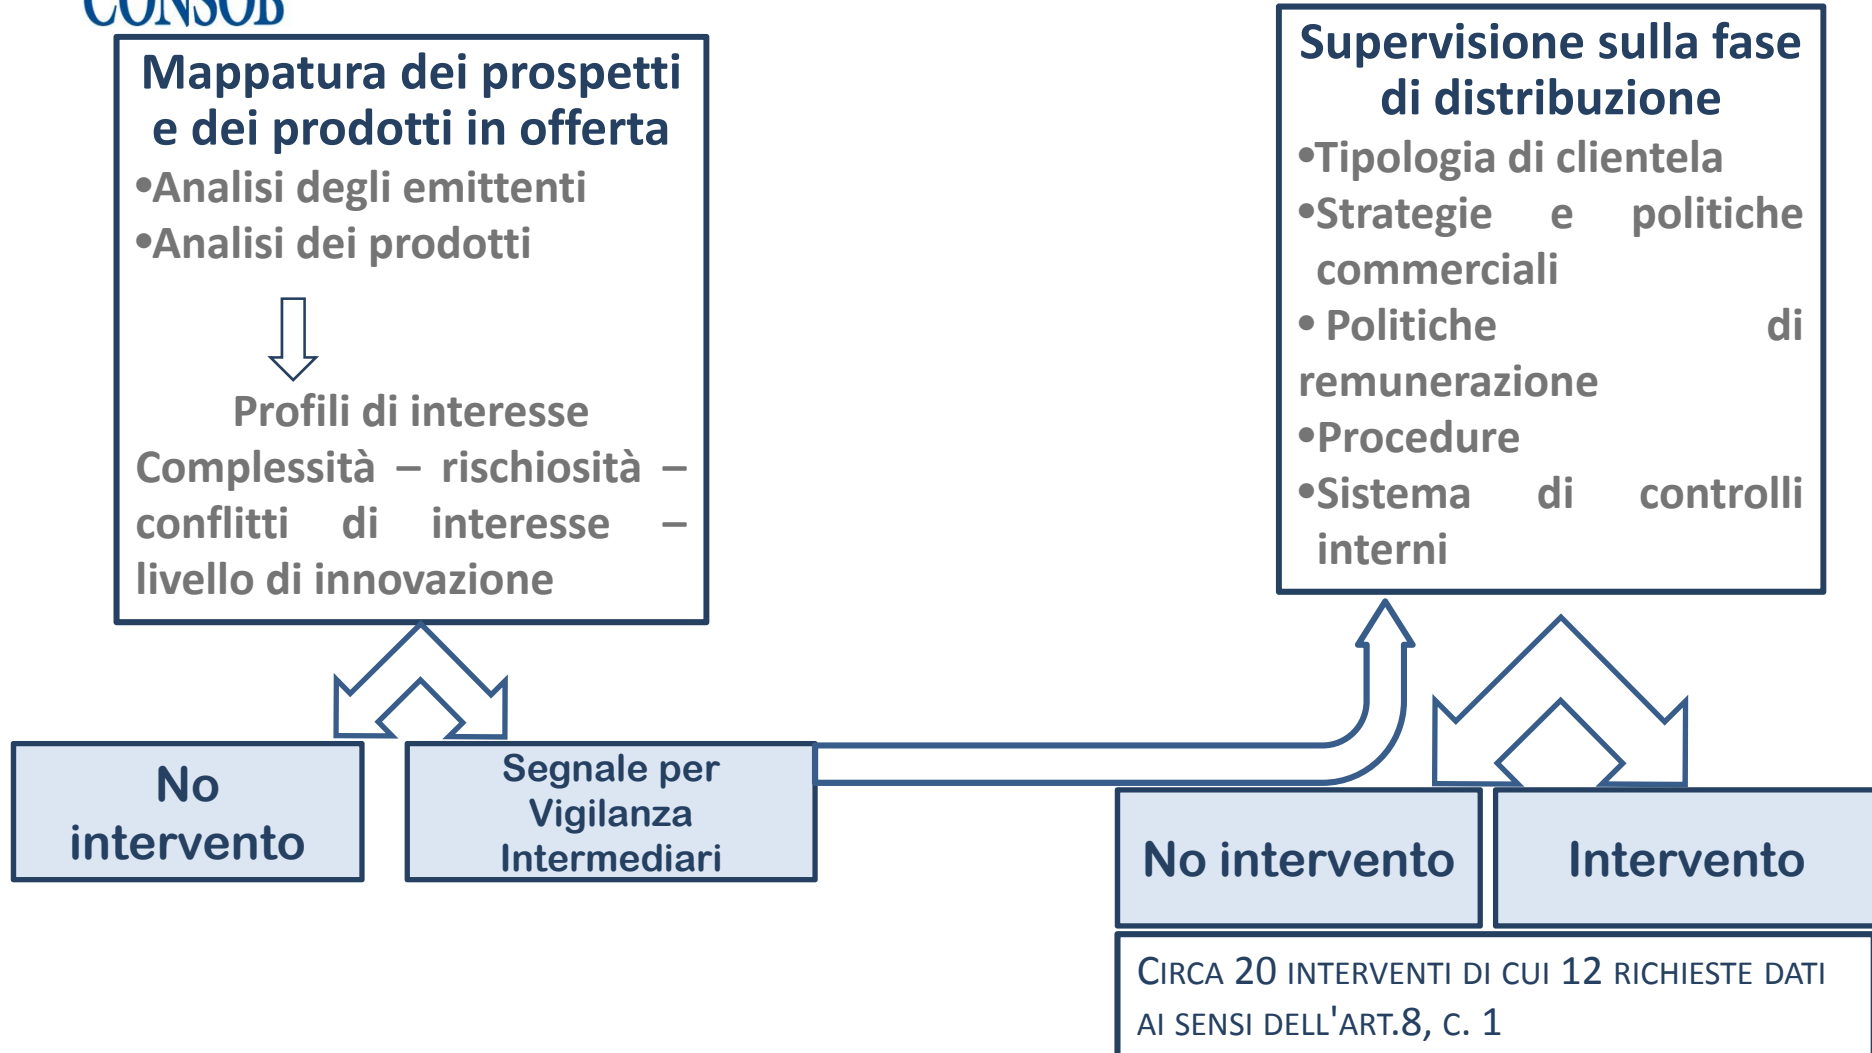 CONSOB
Mappatura dei prospetti
e dei prodotti in offerta
•Analisi degli emittenti
•Analisi dei prodotti
Profili di interesse
Complessità – rischiosità –
conflitti di interesse –
livello di innovazione
No
intervento
Segnale per
Vigilanza
Intermediari
Supervisione sulla fase
di distribuzione
•Tipologia di clientela
•Strategie e politiche
commerciali
• Politiche di
remunerazione
•Procedure
•Sistema di controlli
interni
No intervento
Intervento
CIRCA 20 INTERVENTI DI CUI 12 RICHIESTE DATI
AI SENSI DELL'ART.8, C. 1